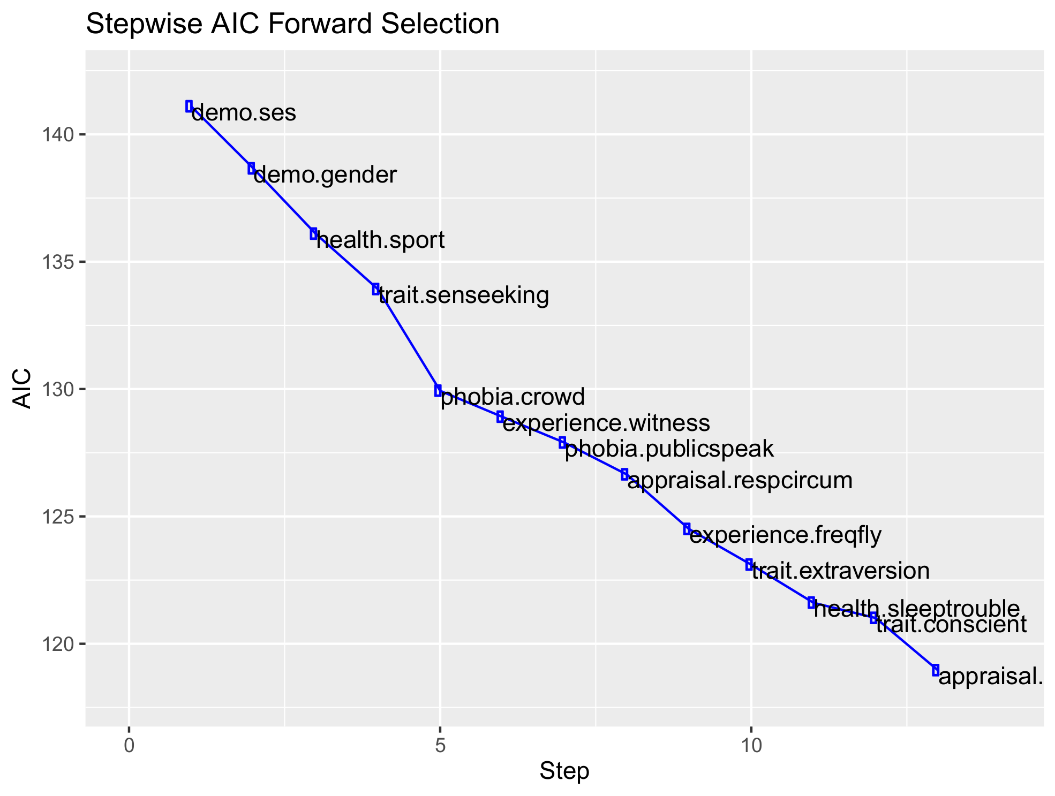 Stepwise AIC Forward Selection
AIC
140
135
130
125
120
demo.ses
demo.gender
health.sport
trait.senseeking
phobia.crowd
experience.witness
phobia.publicspeak
appraisal.respcircum
experience.freqfly
trait.extraversion
health.sleeptrouble
trait.conscient
appraisal.
0
5
10
Step